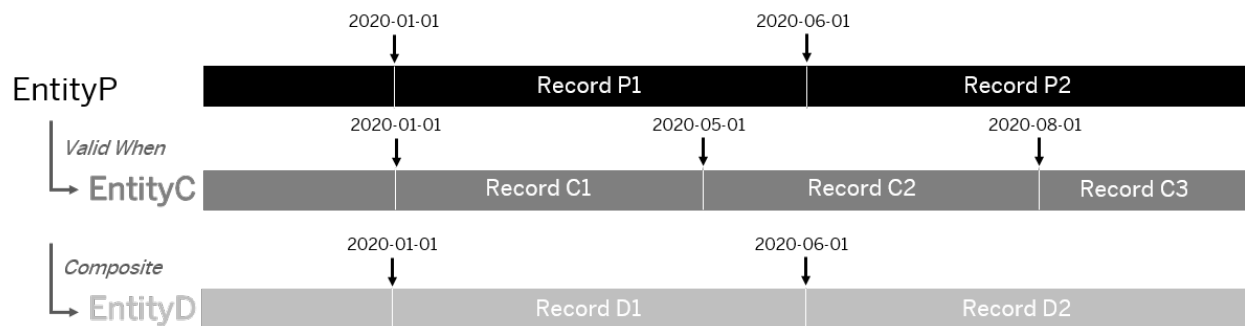 2020-01-01 2020-06-01
EntityP Record P1 Record P2
2020-01-01 2020-05-01 2020-08-01
Valid When
EntityC Record C1 Record C2 Record C3
2020-01-01 2020-06-01
Composite
EntityD Record D1 Record D2